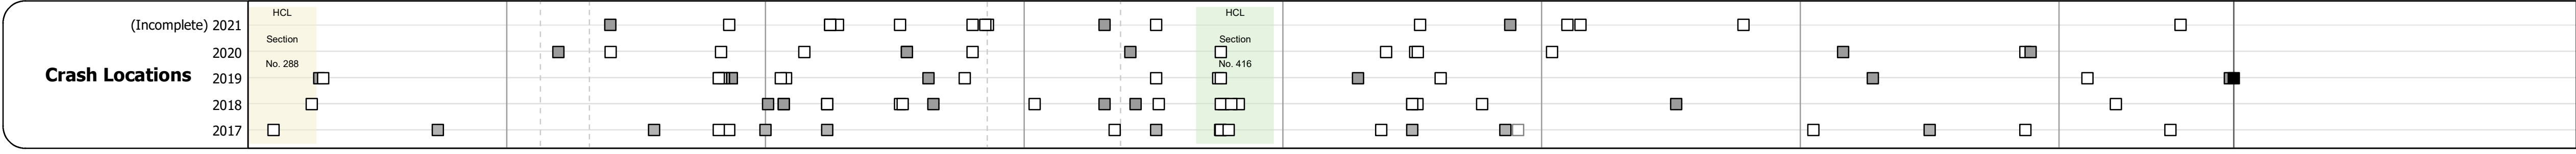 Crash Locations
(Incomplete) 2021
2020
2019
2018
2017
HCL
Section
No. 288
HCL
Section
No. 416